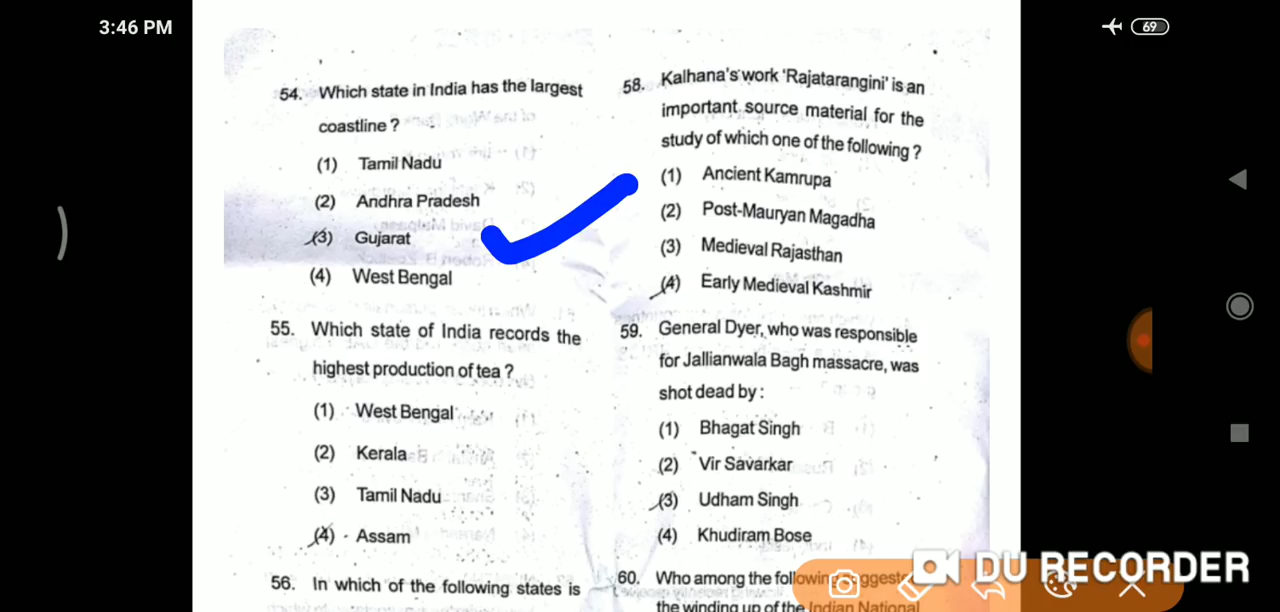 3:46 PM
69
54. Which state in India has the largest
coastline ?
(1) Tamil Nadu
(2) Andhra Pradesh
(3) Gujarat
(4) West Bengal
55. Which state of India records the
highest production of tea ?
(1) West Bengal
(2) Kerala
(3) Tamil Nadu
(4) Assam
56. In which of the following states is
58. Kalhana's work 'Rajatarangini' is an
important source material for the
study of which one of the following ?
(1) Ancient Kamrupa
(2) Post-Mauryan Magadha
(3) Medieval Rajasthan
(4) Early Medieval Kashmir
59. General Dyer, who was responsible
for Jallianwala Bagh massacre, was
shot dead by :
(1) Bhagat Singh
(2) Vir Savarkar
(3) Udham Singh
(4) Khudiram Bose
60. Who among the following suggested
the winding up of the Indian National
DU RECORDER